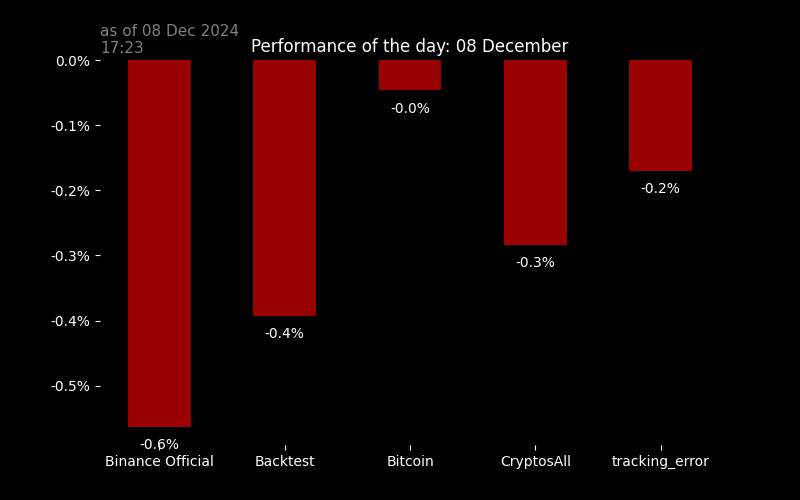 as of 08 Dec 2024
17:23
Performance of the day: 08 December
0.0%
-0.1%
-0.2%
-0.3%
-0.4%
-0.5%
-0.6%
-0.4%
-0.0%
-0.3%
-0.2%
Binance Official
Backtest
Bitcoin
CryptosAll
tracking_error